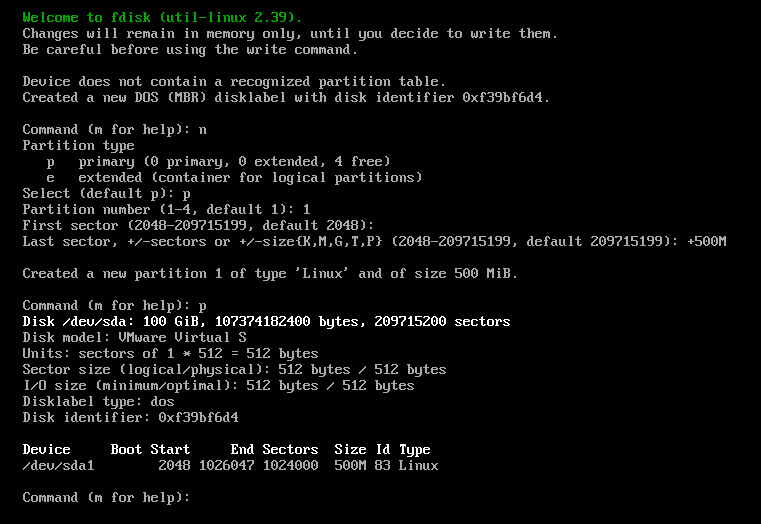 Welcome to fdisk (util-linux 2.39).
Changes will remain in memory only, until you decide to write them.
Be careful before using the write command.

Device does not contain a recognized partition table.
Created a new DOS (MBR) disklabel with disk identifier 0xf39bf6d4.

Command (m for help): n
Partition type
   p   primary (0 primary, 0 extended, 4 free)
   e   extended (container for logical partitions)
Select (default p): p
Partition number (1-4, default 1): 1
First sector (2048-209715199, default 2048):
Last sector, +/-sectors or +/-size{K,M,G,T,P} (2048-209715199, default 209715199): +500M

Created a new partition 1 of type 'Linux' and of size 500 MiB.

Command (m for help): p
Disk /dev/sda: 100 GiB, 107374182400 bytes, 209715200 sectors
Disk model: VMware Virtual S
Units: sectors of 1 * 512 = 512 bytes
Sector size (logical/physical): 512 bytes / 512 bytes
I/O size (minimum/optimal): 512 bytes / 512 bytes
Disklabel type: dos
Disk identifier: 0xf39bf6d4

Device     Boot Start     End Sectors  Size Id Type
/dev/sda1        2048 1026047 1024000  500M 83 Linux

Command (m for help):